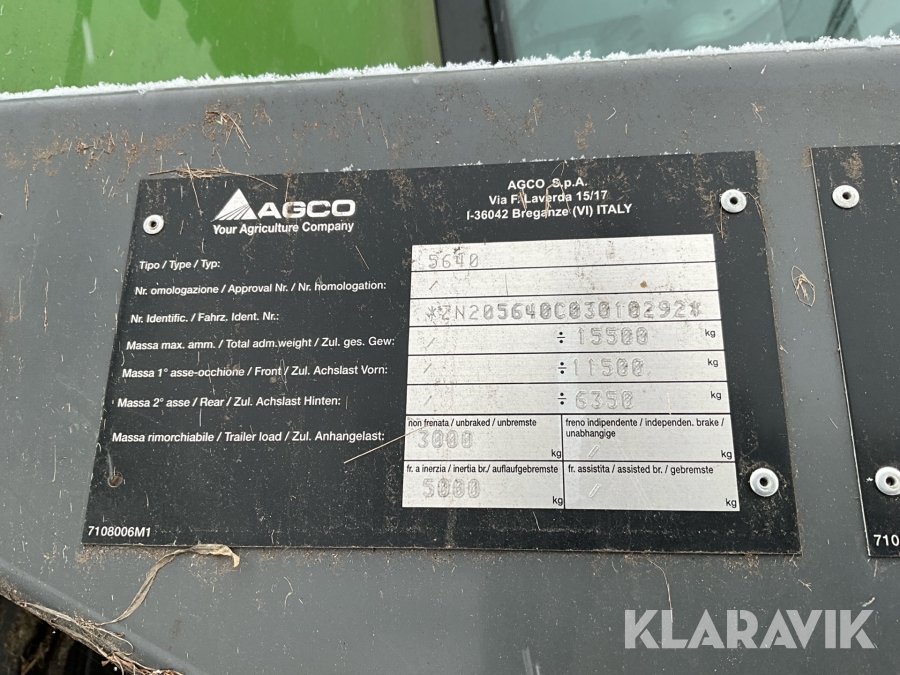 AGCO
Your Agriculture Company
AGCO S.p.A.
Via F. Laverda 15/17
I-36042 Breganze (VI) ITALY
Tipo / Type / Typ: 5640
Nr. omologazione / Approval Nr. / Nr. homologation: /
Nr. Identific. / Fahrz. Ident. Nr.: *ZN205640C03010292*
Massa max. amm. / Total adm.weight / Zul. ges. Gew: / ÷ 15500 kg
Massa 1° asse-occhione / Front / Zul. Achslast Vorn: / ÷ 11500 kg
Massa 2° asse / Rear / Zul. Achslast Hinten: / ÷ 6350 kg
Massa rimorchiabile / Trailer load / Zul. Anhangelast:
non frenata / unbraked / unbremste 3000 kg
freno indipendente / independen. brake / unabhangige / kg
fr. a inerzia / inertia br./ auflaufgebremste 5000 kg
fr. assistita / assisted br. / gebremste / kg
7108006M1
*
710
KLARAVIK